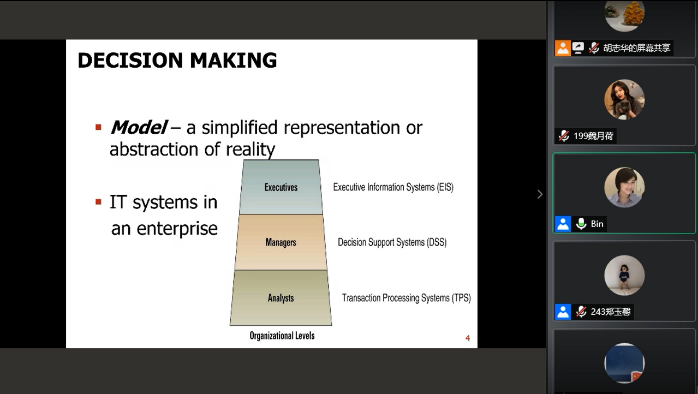 DECISION MAKING
Model – a simplified representation or
abstraction of reality
IT systems in
an enterprise
Executives
Executive Information Systems (EIS)
Managers
Decision Support Systems (DSS)
Analysts
Transaction Processing Systems (TPS)
Organizational Levels
4
胡志华的屏幕共享
199魏月荷
Bin
243郑玉馨